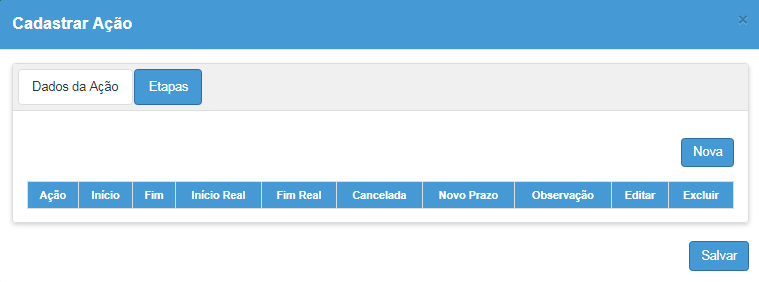 Cadastrar Ação
×
Dados da Ação Etapas
Nova
Ação Início Fim Início Real Fim Real Cancelada Novo Prazo Observação Editar Excluir
Salvar